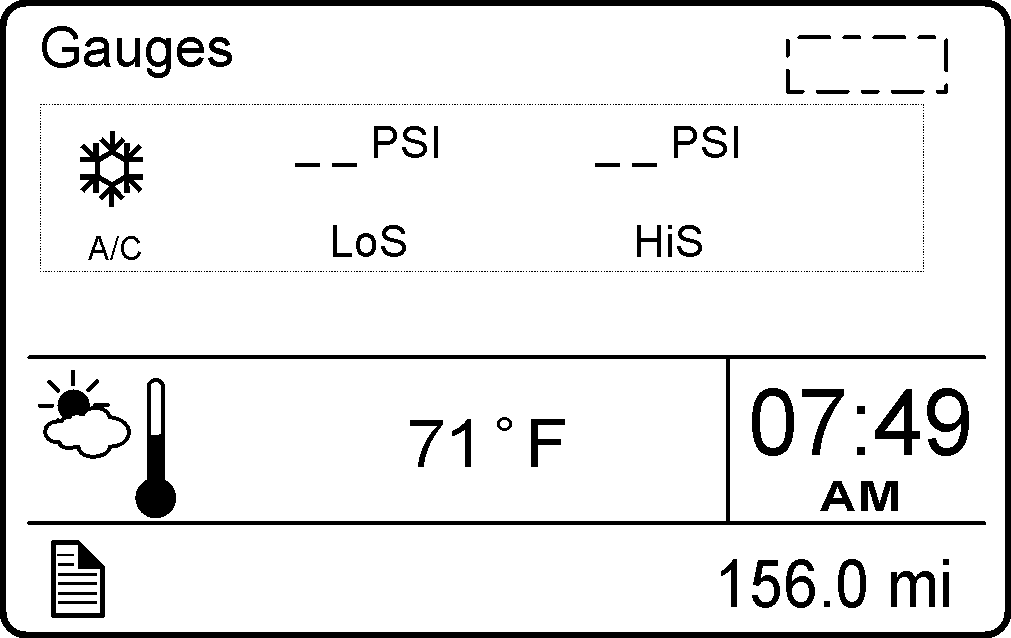 Gauges
_ _ PSI _ _ PSI
A/C LoS HiS
71°F
07:49
AM
156.0 mi